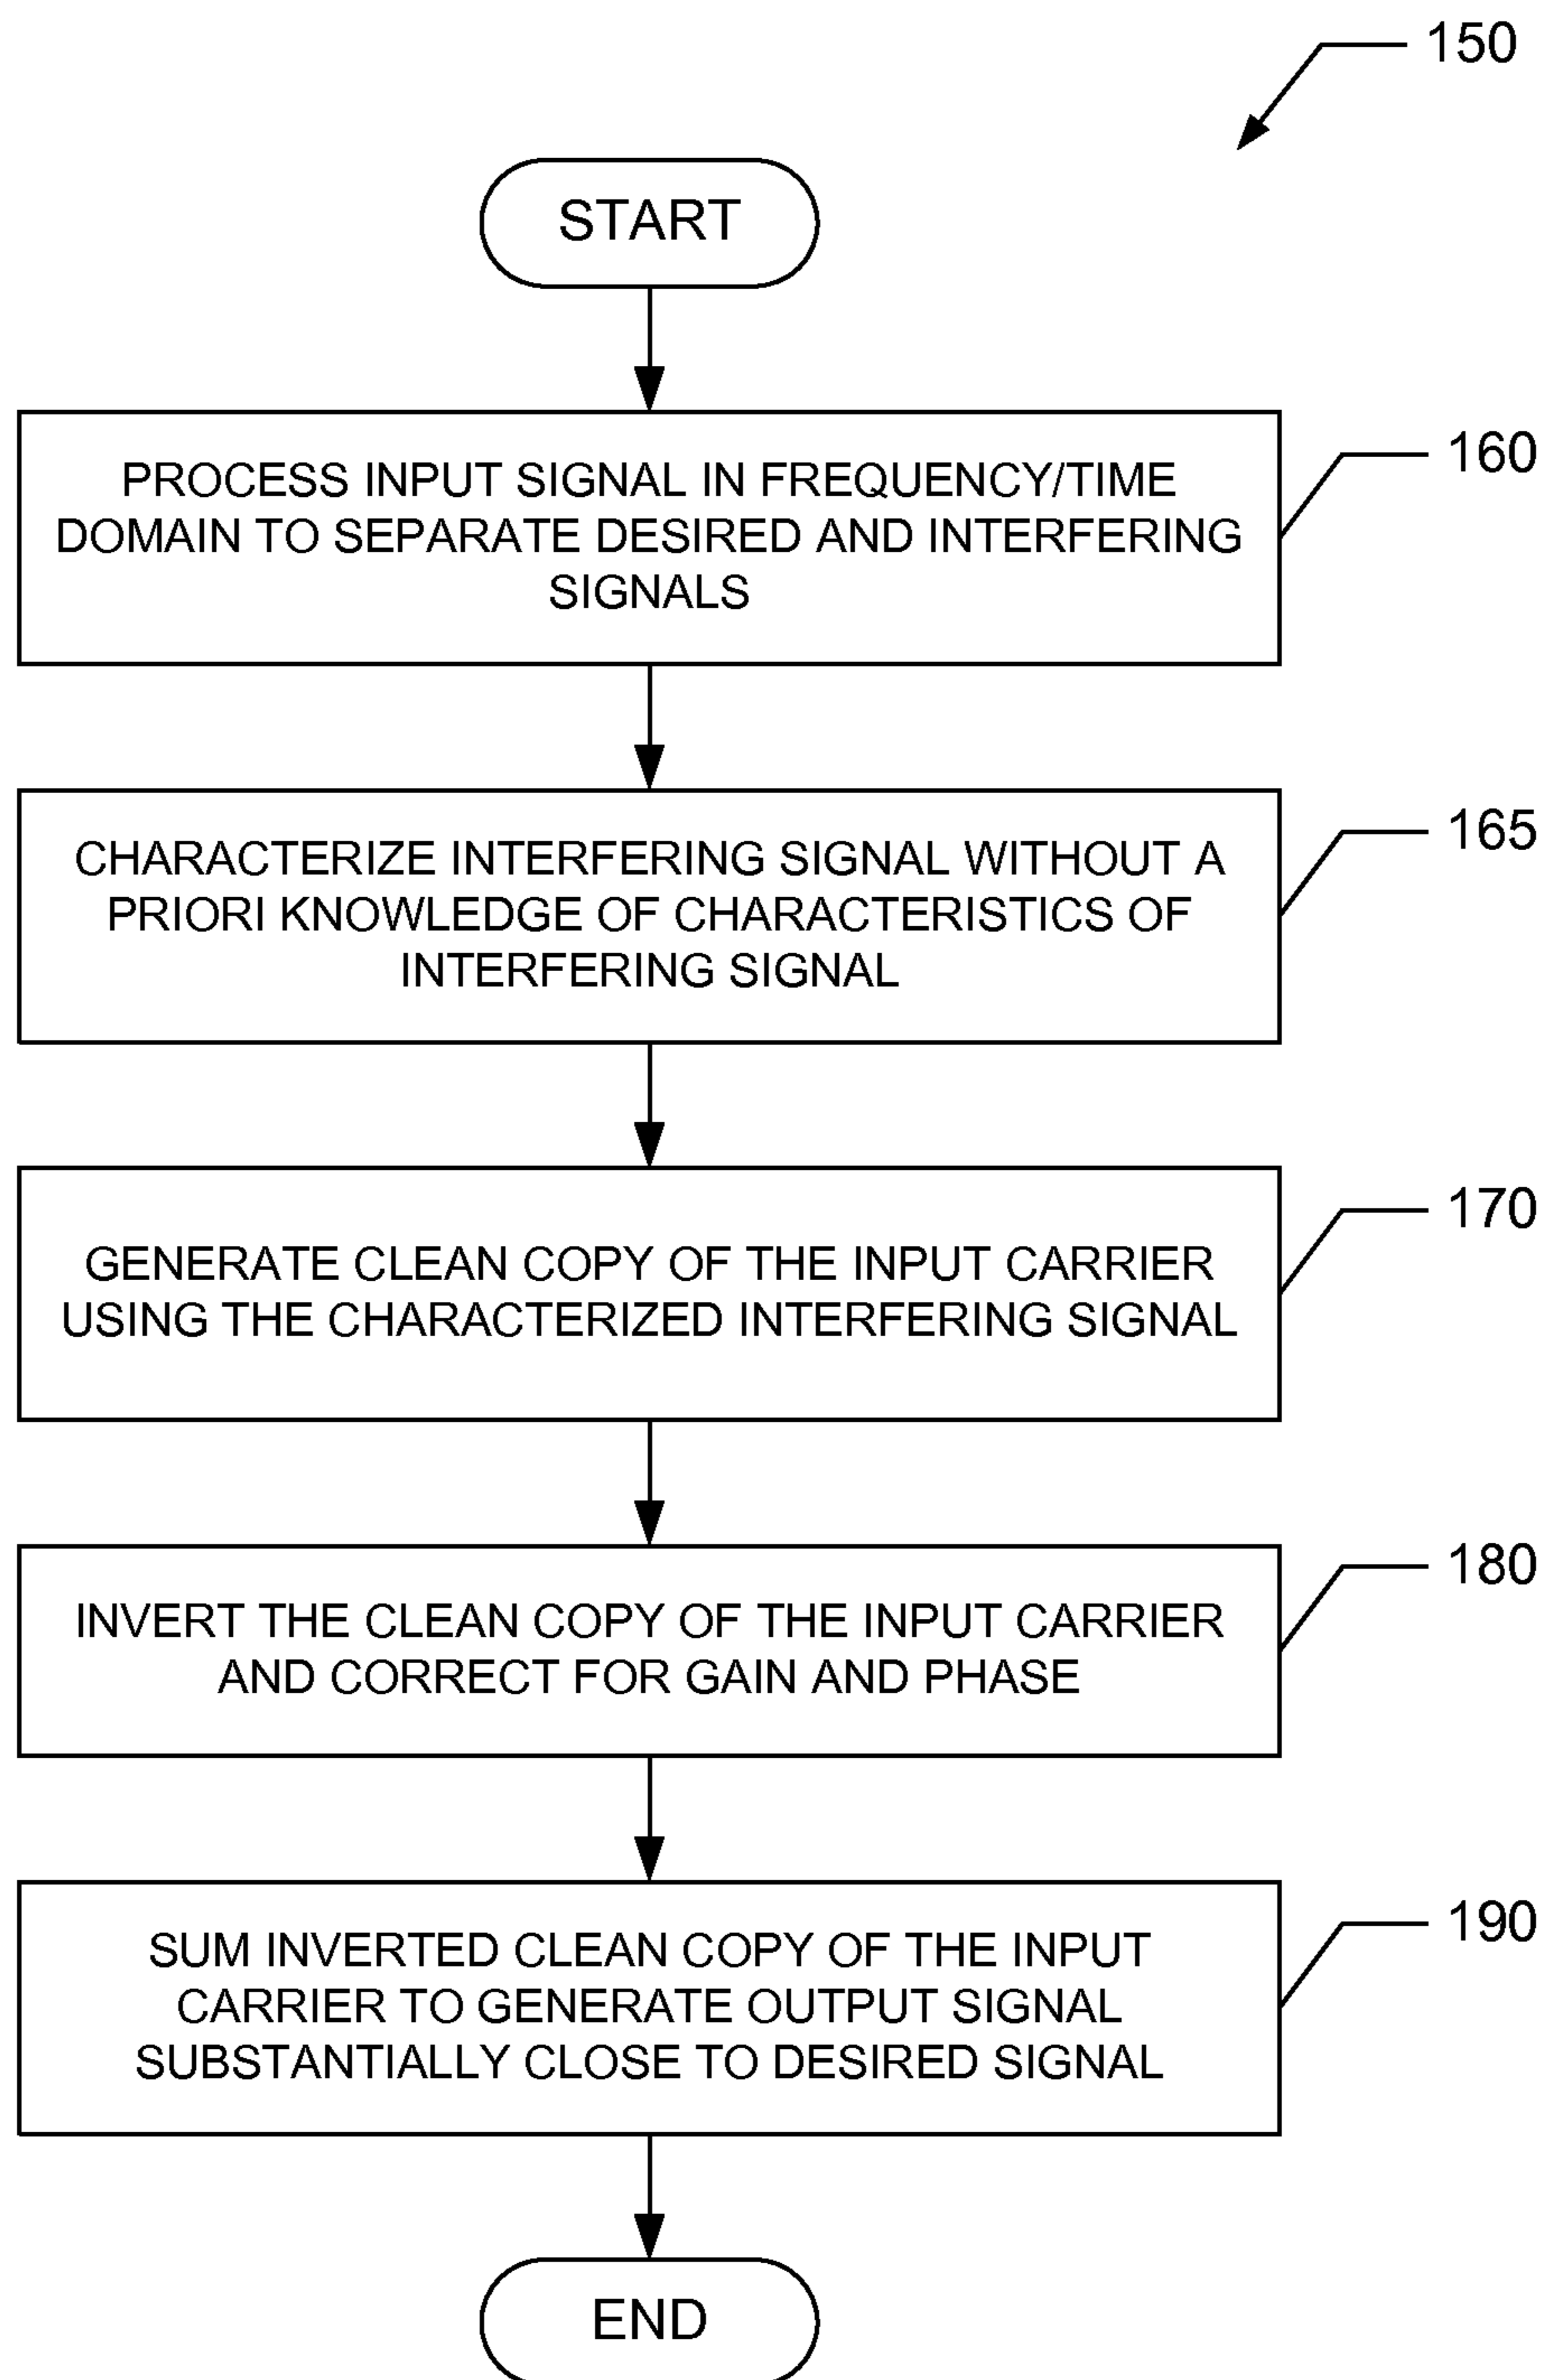 150
START
PROCESS INPUT SIGNAL IN FREQUENCY/TIME
DOMAIN TO SEPARATE DESIRED AND INTERFERING
SIGNALS
160
CHARACTERIZE INTERFERING SIGNAL WITHOUT A
PRIORI KNOWLEDGE OF CHARACTERISTICS OF
INTERFERING SIGNAL
165
GENERATE CLEAN COPY OF THE INPUT CARRIER
USING THE CHARACTERIZED INTERFERING SIGNAL
170
INVERT THE CLEAN COPY OF THE INPUT CARRIER
AND CORRECT FOR GAIN AND PHASE
180
SUM INVERTED CLEAN COPY OF THE INPUT
CARRIER TO GENERATE OUTPUT SIGNAL
SUBSTANTIALLY CLOSE TO DESIRED SIGNAL
190
END